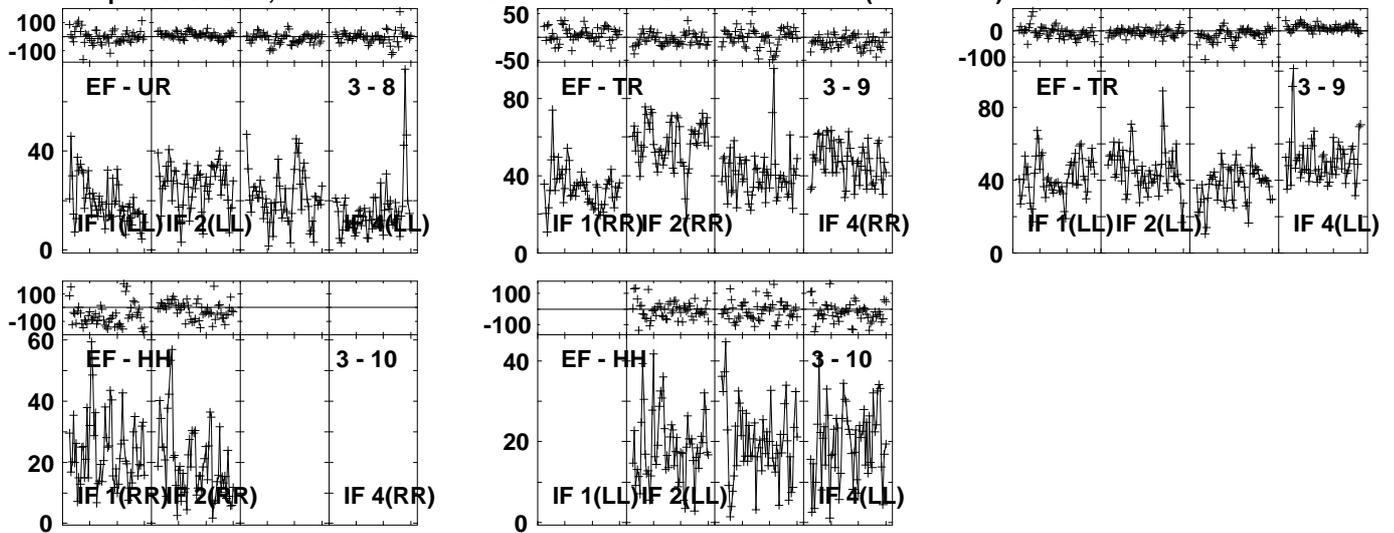 100
-100
EF - UR 3 - 8
40
0
IF 1(LL) IF 2(LL) IF 4(LL)
50
-50
EF - TR 3 - 9
80
40
0
IF 1(RR) IF 2(RR) IF 4(RR)
0
-100
EF - TR 3 - 9
80
40
0
IF 1(LL) IF 2(LL) IF 4(LL)
100
-100
60
EF - HH 3 - 10
40
20
0
IF 1(RR) IF 2(RR) IF 4(RR)
100
-100
EF - HH 3 - 10
40
20
0
IF 1(LL) IF 2(LL) IF 4(LL)